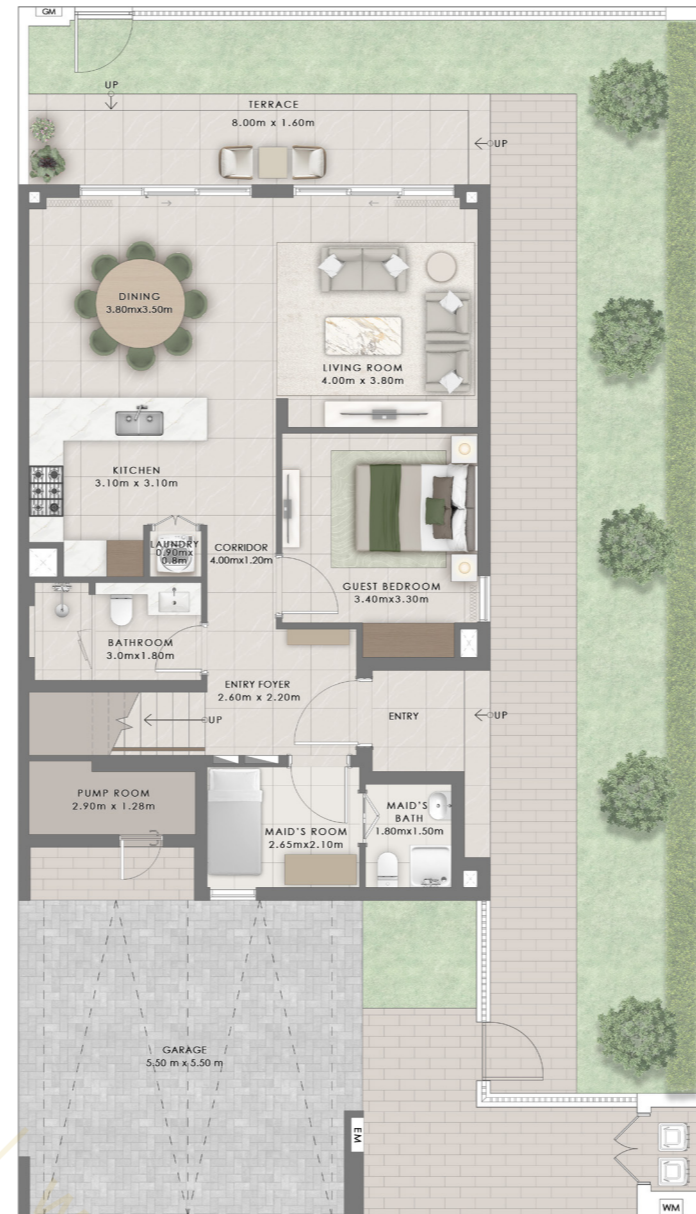 GM
UP
TERRACE
8.00m x 1.60m
UP
DINING
3.80mx3.50m
LIVING ROOM
4.00m x 3.80m
KITCHEN
3.10m x 3.10m
LAUNDRY
0.90mx
0.8m
CORRIDOR
4.00mx1.20m
GUEST BEDROOM
3.40mx3.30m
BATHROOM
3.0mx1.80m
ENTRY FOYER
2.60m x 2.20m
UP
ENTRY
UP
PUMP ROOM
2.90m x 1.28m
MAID'S ROOM
2.65mx2.10m
MAID'S
BATH
1.80mx1.50m
GARAGE
5.50 m x 5.50 m
EM
WM